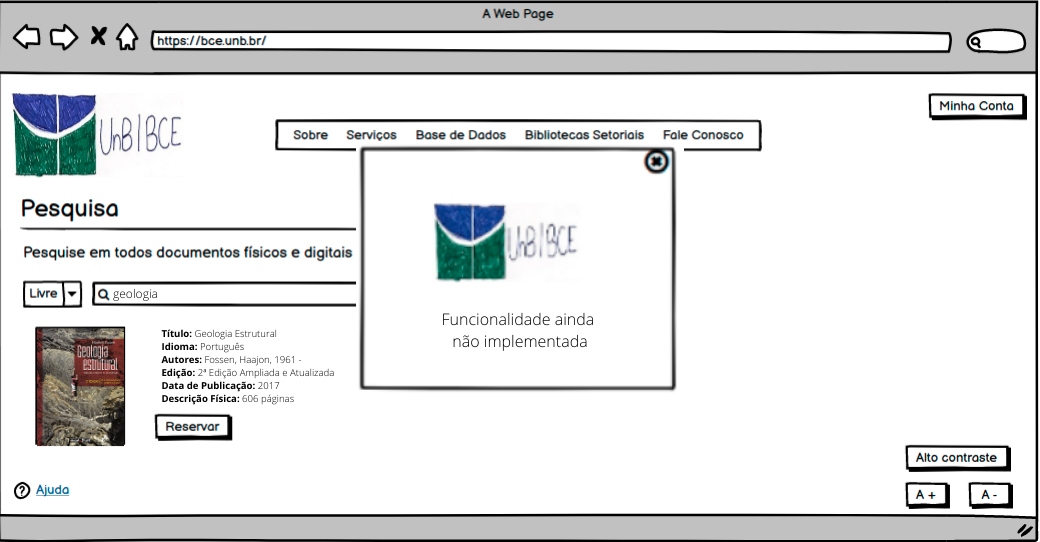 A Web Page
https://bce.unb.br/
Minha Conta
UnB|BCE
Sobre Serviços Base de Dados Bibliotecas Setoriais Fale Conosco
Pesquisa
Pesquise em todos documentos físicos e digitais
Livre
geologia
UnB|BCE
Funcionalidade ainda
não implementada
Geologia
estrutural
Título: Geologia Estrutural
Idioma: Português
Autores: Fossen, Haajon, 1961 -
Edição: 2ª Edição Ampliada e Atualizada
Data de Publicação: 2017
Descrição Física: 606 páginas
Reservar
Alto contraste
? Ajuda
A + A -